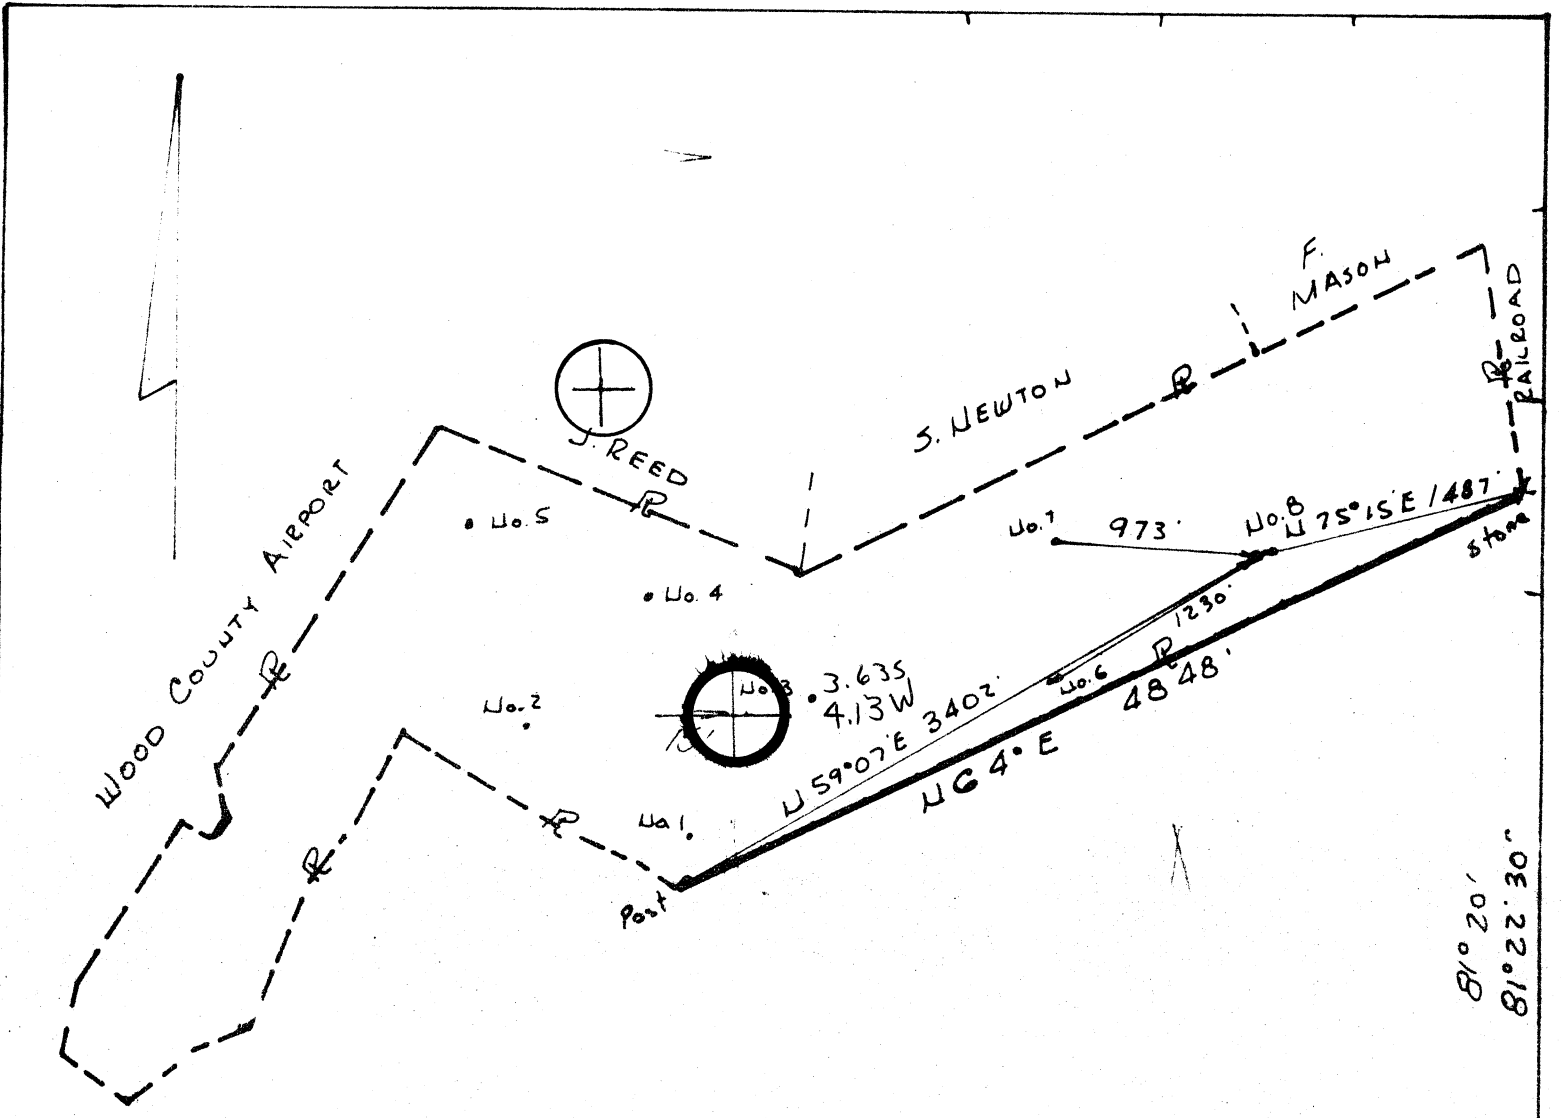 F.
MASON
RAILROAD
S. NEWTON
J. REED
WOOD COUNTY AIRPORT
No. 5
No. 7
973'
No. 8
N 75° 15' E 1487'
stone
No. 4
1230'
No. 6
No. 3
3.63 S
4.13 W
No. 2
N 59° 07' E 3402'
4848'
N 64° E
No. 1
Post
81° 20'
81° 22' 30"